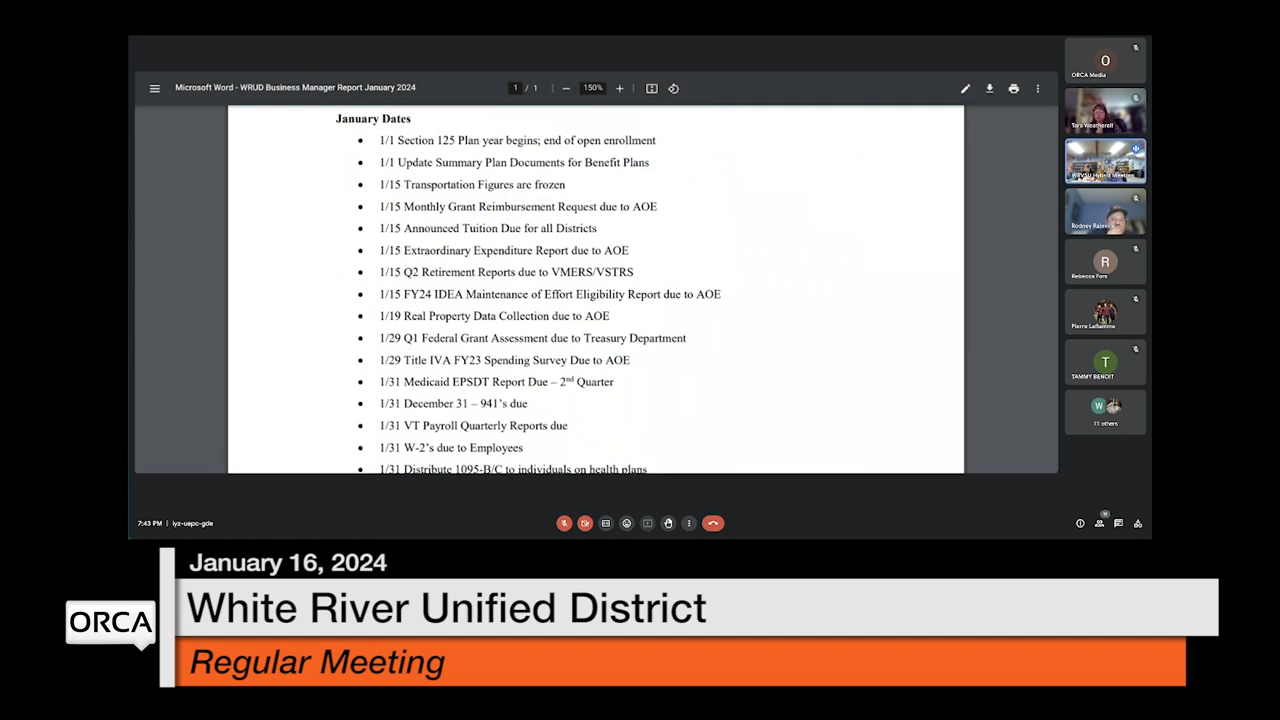 Microsoft Word - WRUD Business Manager Report January 2024
1 / 1
150%
January Dates
• 1/1 Section 125 Plan year begins; end of open enrollment
• 1/1 Update Summary Plan Documents for Benefit Plans
• 1/15 Transportation Figures are frozen
• 1/15 Monthly Grant Reimbursement Request due to AOE
• 1/15 Announced Tuition Due for all Districts
• 1/15 Extraordinary Expenditure Report due to AOE
• 1/15 Q2 Retirement Reports due to VMERS/VSTRS
• 1/15 FY24 IDEA Maintenance of Effort Eligibility Report due to AOE
• 1/19 Real Property Data Collection due to AOE
• 1/29 Q1 Federal Grant Assessment due to Treasury Department
• 1/29 Title IVA FY23 Spending Survey Due to AOE
• 1/31 Medicaid EPSDT Report Due – 2nd Quarter
• 1/31 December 31 – 941's due
• 1/31 VT Payroll Quarterly Reports due
• 1/31 W-2's due to Employees
• 1/31 Distribute 1095-B/C to individuals on health plans
O
ORCA Media
Tara Weatherell
WRVSU Hybrid Meeting
Rodney Rainville
R
Rebecca
Pierre Laflamme
T
TAMMY BENOIT
W
11 others
7:43 PM | iyz-uepc-gde
January 16, 2024
ORCA
White River Unified District
Regular Meeting